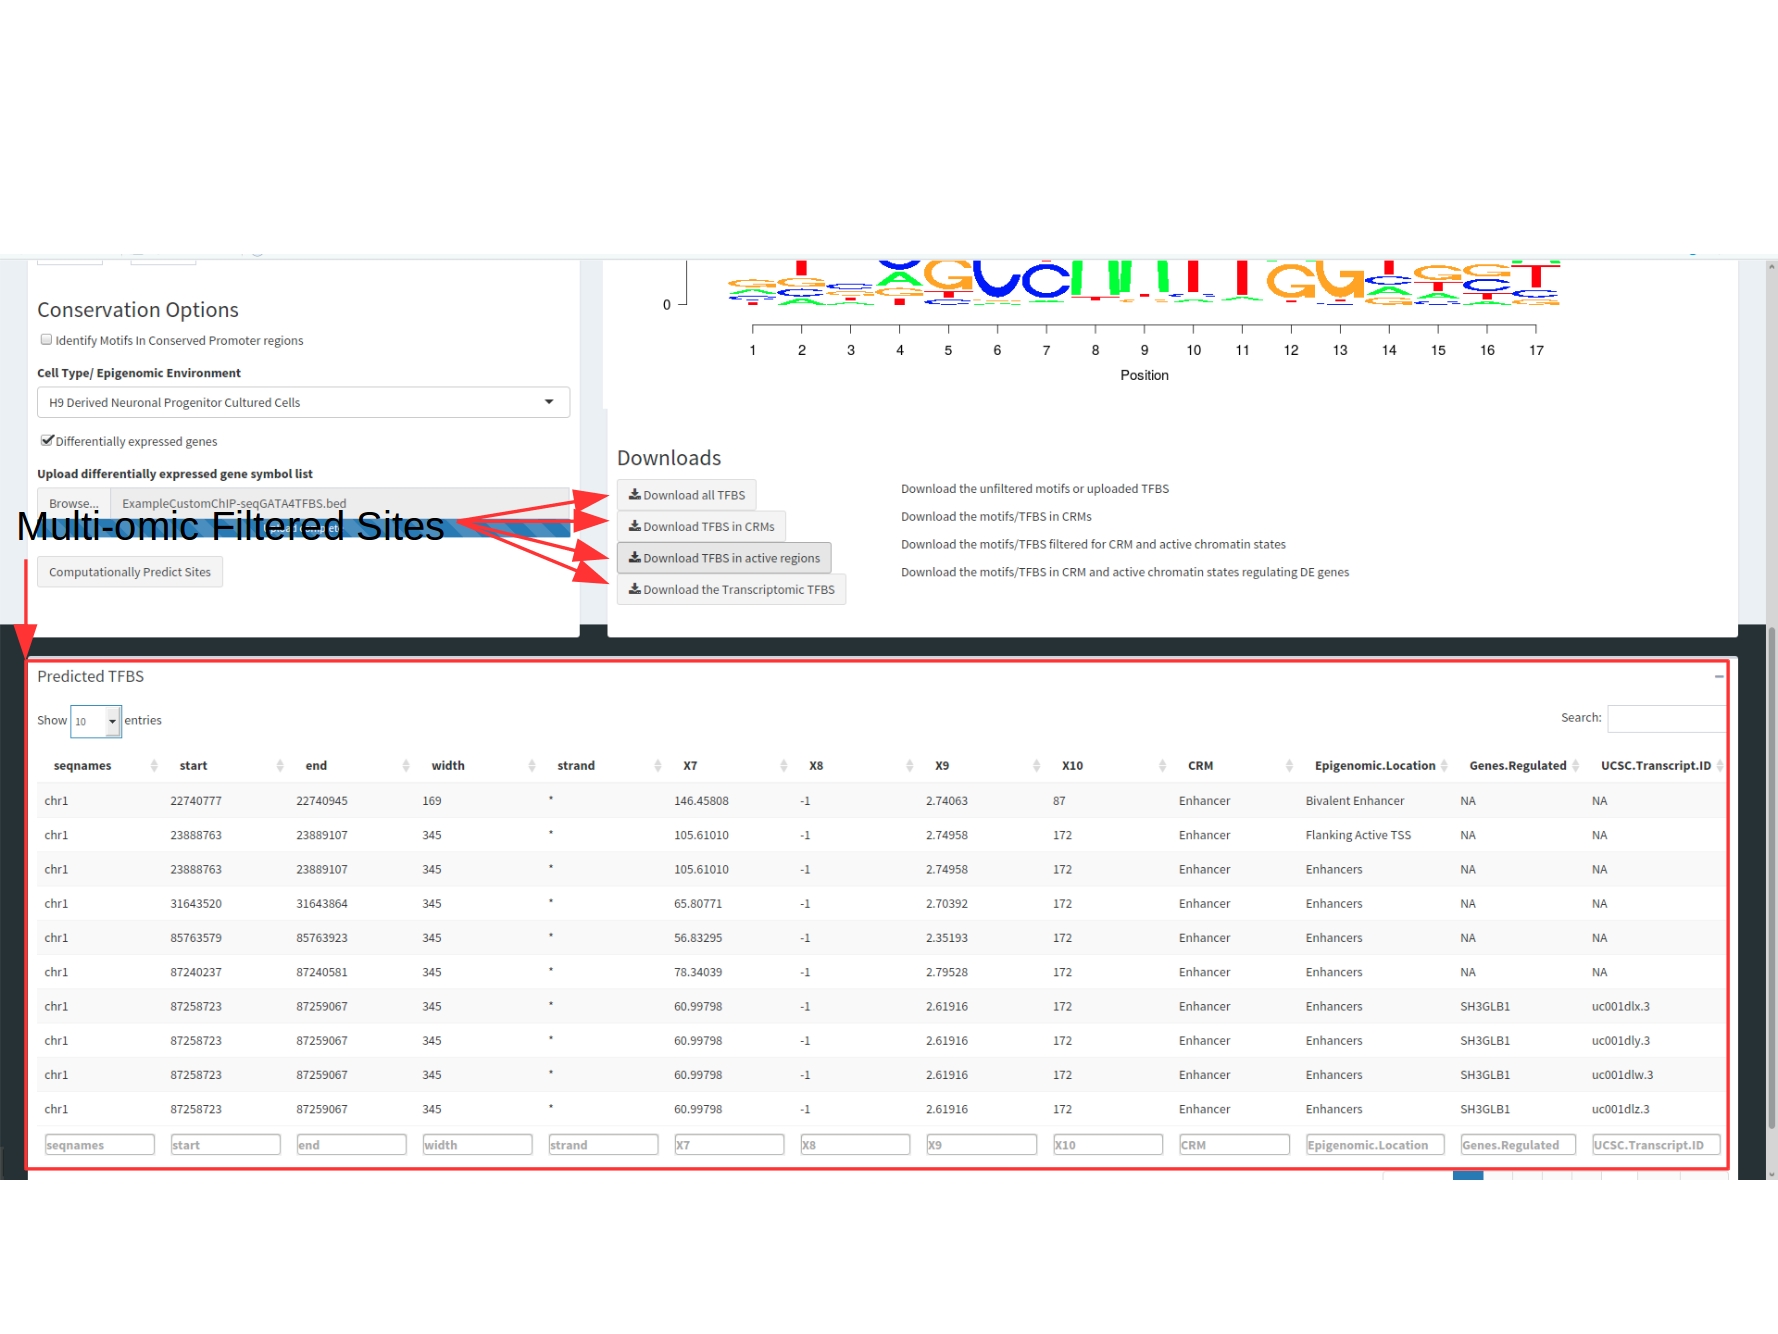 Conservation Options
Identify Motifs In Conserved Promoter regions
Cell Type/ Epigenomic Environment
H9 Derived Neuronal Progenitor Cultured Cells
Differentially expressed genes
Upload differentially expressed gene symbol list
Browse... ExampleCustomChIP-seqGATA4TFBS.bed
Multi-omic Filtered Sites
Computationally Predict Sites
0
1 2 3 4 5 6 7 8 9 10 11 12 13 14 15 16 17
Position
Downloads
Download all TFBS Download the unfiltered motifs or uploaded TFBS
Download TFBS in CRMs Download the motifs/TFBS in CRMs
Download TFBS in active regions Download the motifs/TFBS filtered for CRM and active chromatin states
Download the Transcriptomic TFBS Download the motifs/TFBS in CRM and active chromatin states regulating DE genes
Predicted TFBS
Show 10 entries Search:
seqnames start end width strand X7 X8 X9 X10 CRM Epigenomic.Location Genes.Regulated UCSC.Transcript.ID
chr1 22740777 22740945 169 * 146.45808 -1 2.74063 87 Enhancer Bivalent Enhancer NA NA
chr1 23888763 23889107 345 * 105.61010 -1 2.74958 172 Enhancer Flanking Active TSS NA NA
chr1 23888763 23889107 345 * 105.61010 -1 2.74958 172 Enhancer Enhancers NA NA
chr1 31643520 31643864 345 * 65.80771 -1 2.70392 172 Enhancer Enhancers NA NA
chr1 85763579 85763923 345 * 56.83295 -1 2.35193 172 Enhancer Enhancers NA NA
chr1 87240237 87240581 345 * 78.34039 -1 2.79528 172 Enhancer Enhancers NA NA
chr1 87258723 87259067 345 * 60.99798 -1 2.61916 172 Enhancer Enhancers SH3GLB1 uc001dlx.3
chr1 87258723 87259067 345 * 60.99798 -1 2.61916 172 Enhancer Enhancers SH3GLB1 uc001dly.3
chr1 87258723 87259067 345 * 60.99798 -1 2.61916 172 Enhancer Enhancers SH3GLB1 uc001dlw.3
chr1 87258723 87259067 345 * 60.99798 -1 2.61916 172 Enhancer Enhancers SH3GLB1 uc001dlz.3
seqnames start end width strand X7 X8 X9 X10 CRM Epigenomic.Location Genes.Regulated UCSC.Transcript.ID